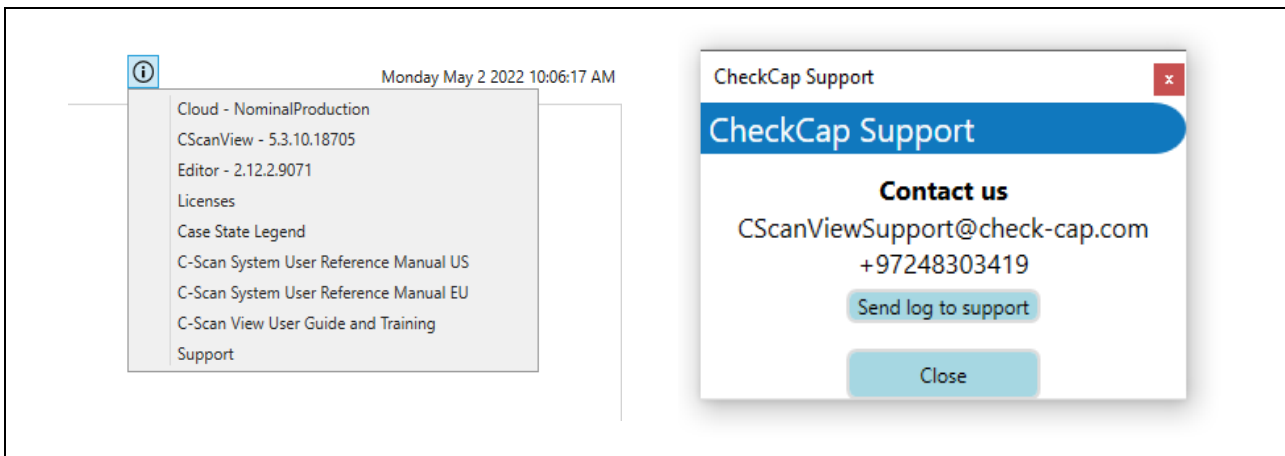 Monday May 2 2022 10:06:17 AM
Cloud - NominalProduction
CScanView - 5.3.10.18705
Editor - 2.12.2.9071
Licenses
Case State Legend
C-Scan System User Reference Manual US
C-Scan System User Reference Manual EU
C-Scan View User Guide and Training
Support
CheckCap Support
x
CheckCap Support
Contact us
CScanViewSupport@check-cap.com
+97248303419
Send log to support
Close